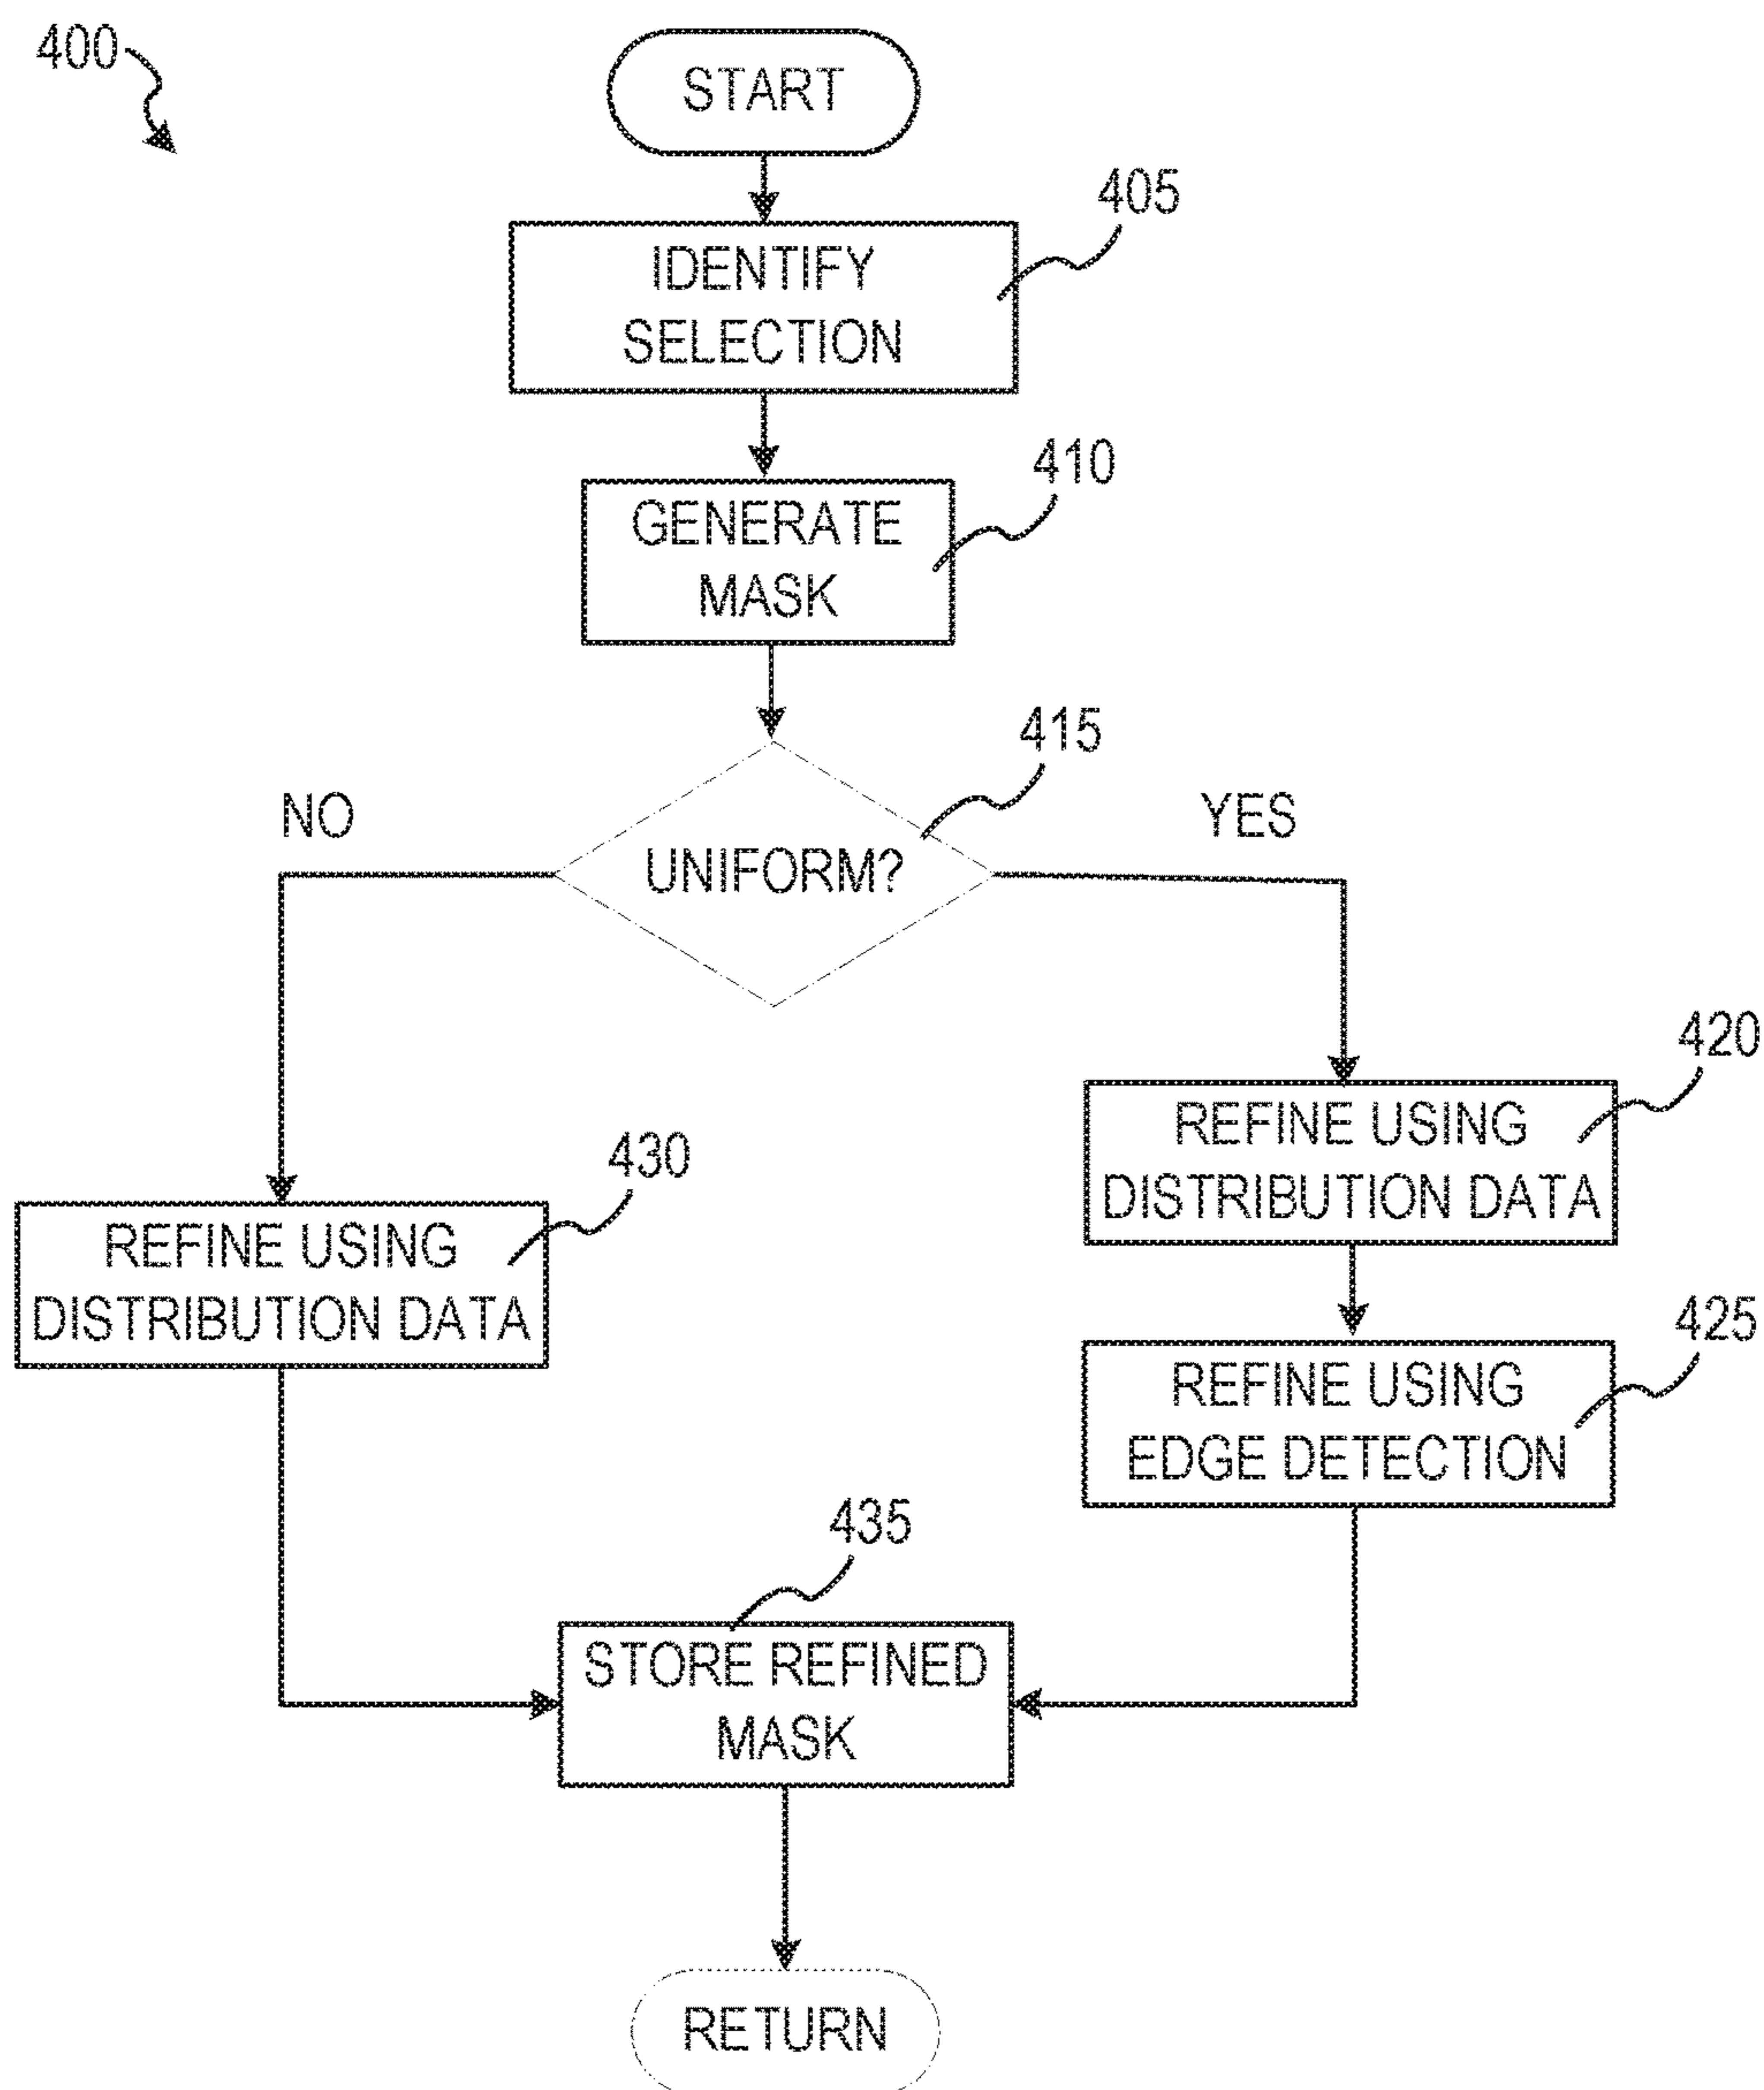 400
START
405
IDENTIFY
SELECTION
410
GENERATE
MASK
415
NO
YES
UNIFORM?
420
REFINE USING
DISTRIBUTION DATA
430
REFINE USING
DISTRIBUTION DATA
425
REFINE USING
EDGE DETECTION
435
STORE REFINED
MASK
RETURN